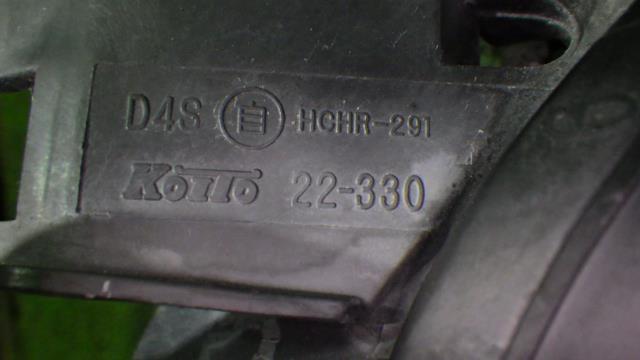 D4S 自 HCHR-291
KOITO 22-330